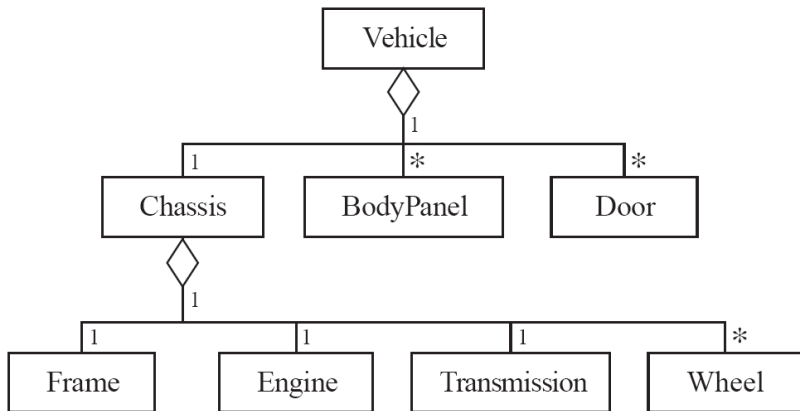 Vehicle
1
1 * *
Chassis BodyPanel Door
1
1 1 1 *
Frame Engine Transmission Wheel